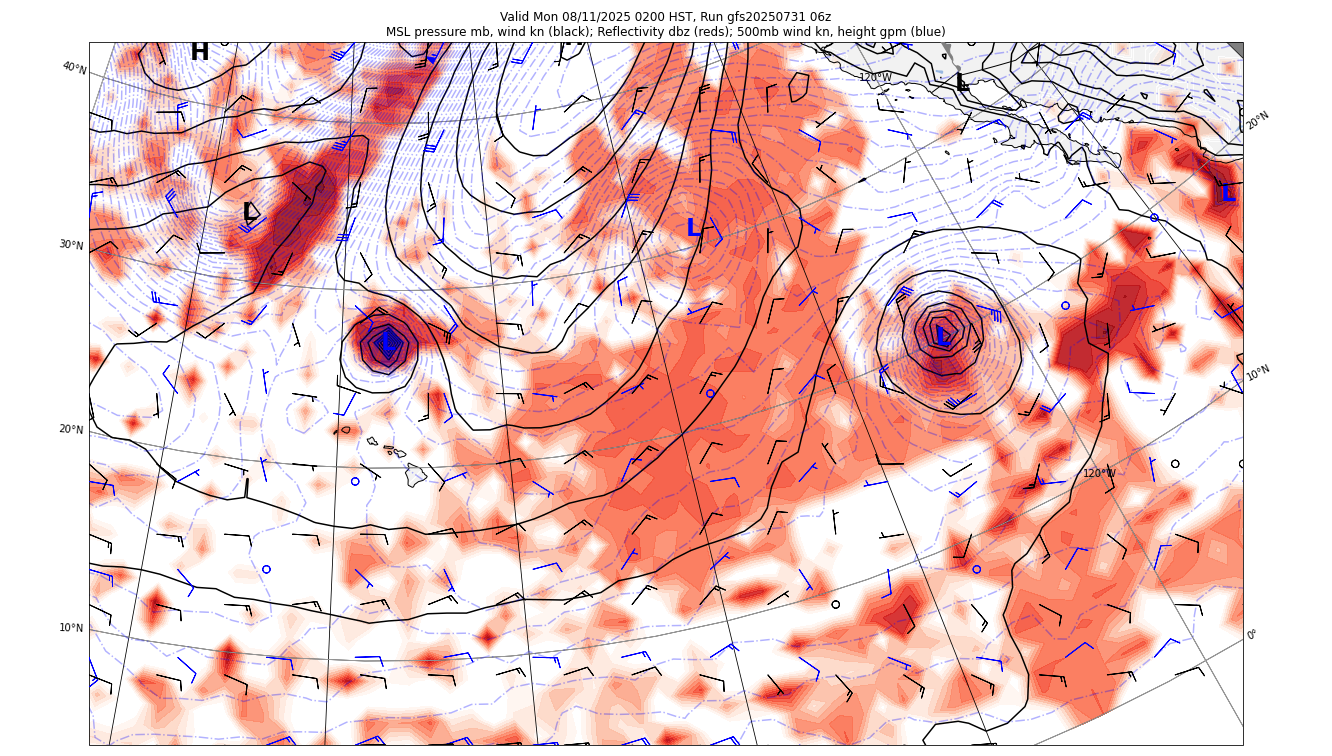 Valid Mon 08/11/2025 0200 HST, Run gfs20250731 06z
MSL pressure mb, wind kn (black); Reflectivity dbz (reds); 500mb wind kn, height gpm (blue)
H
40°N
120°W
L
20°N
L
L
L
30°N
L
L
10°N
20°N
120°W
10°N
0°